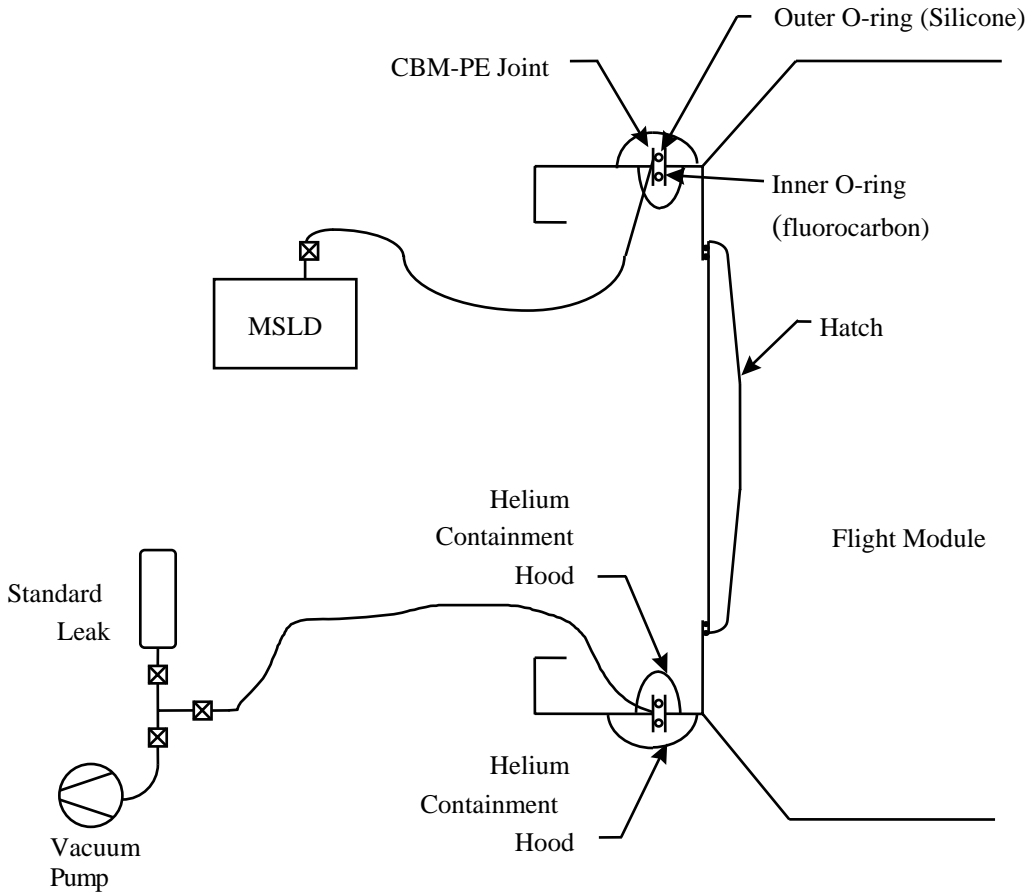 Outer O-ring (Silicone)
CBM-PE Joint
Inner O-ring
(fluorocarbon)
MSLD
Hatch
Helium
Containment
Hood
Flight Module
Standard
Leak
Helium
Containment
Hood
Vacuum
Pump